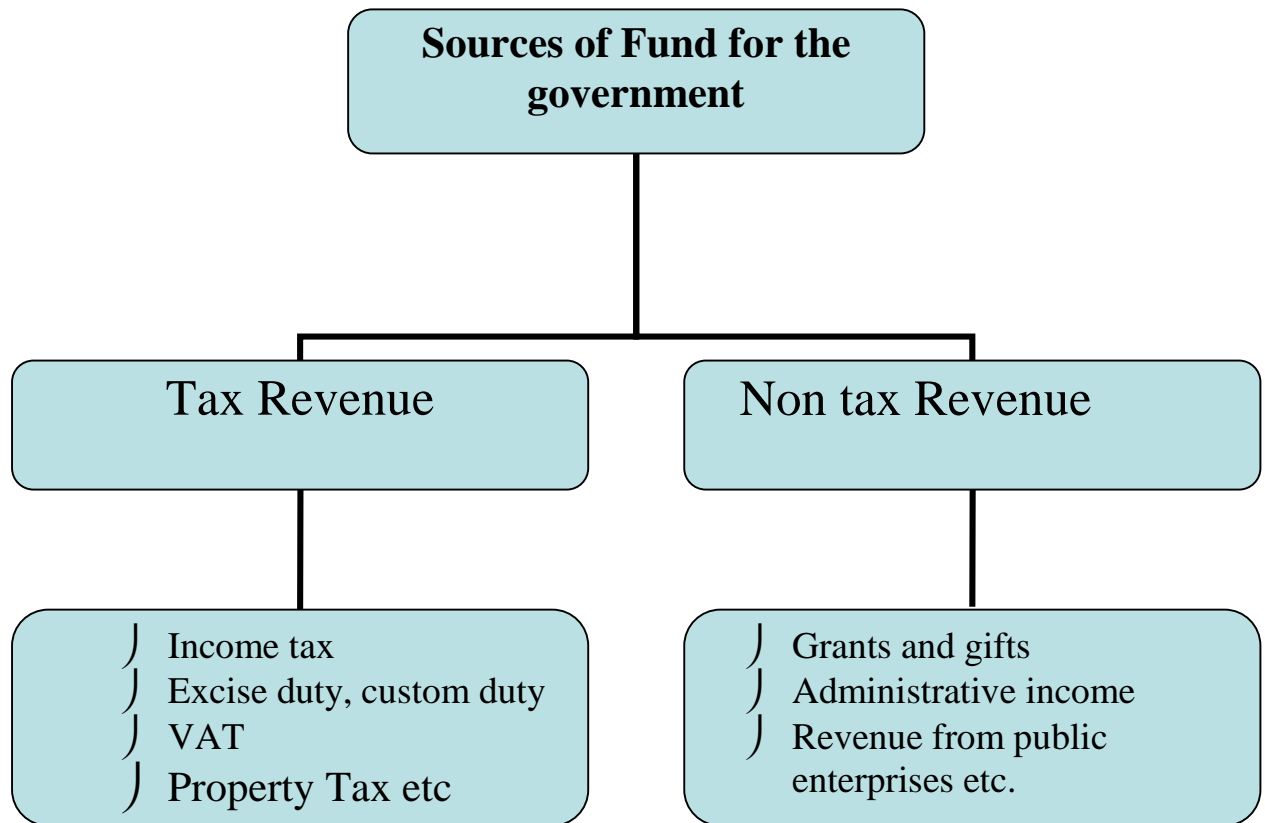 Sources of Fund for the
government
Tax Revenue
Non tax Revenue
Income tax
Excise duty, custom duty
VAT
Property Tax etc
Grants and gifts
Administrative income
Revenue from public
enterprises etc.